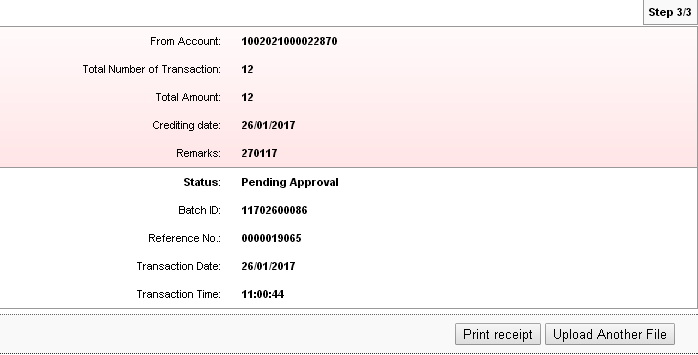 Step 3/3
From Account: 1002021000022870
Total Number of Transaction: 12
Total Amount: 12
Crediting date: 26/01/2017
Remarks: 270117
Status: Pending Approval
Batch ID: 11702600086
Reference No.: 0000019065
Transaction Date: 26/01/2017
Transaction Time: 11:00:44
Print receipt Upload Another File